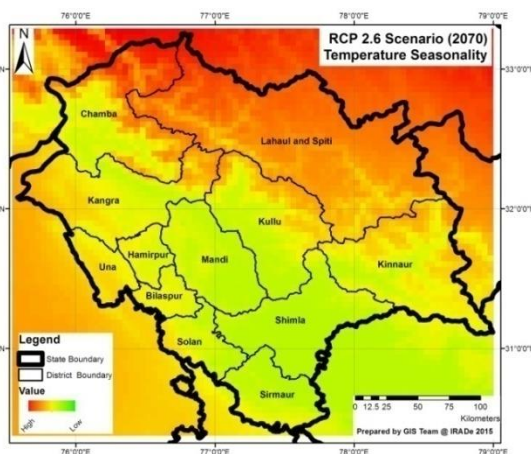 76°0'0"E 77°0'0"E 78°0'0"E 79°0'0"E
N
RCP 2.6 Scenario (2070)
Temperature Seasonality
33°0'0"N
Chamba
Lahaul and Spiti
32°0'0"N
Kangra
Kullu
Hamirpur
Mandi
Una
Kinnaur
Bilaspur
Shimla
Solan
31°0'0"N
Sirmaur
Legend
State Boundary
District Boundary
Value
High
Low
0 12.5 25 50 75 100
Kilometers
Prepared by GIS Team @ IRADe 2015
76°0'0"E 77°0'0"E 78°0'0"E 79°0'0"E